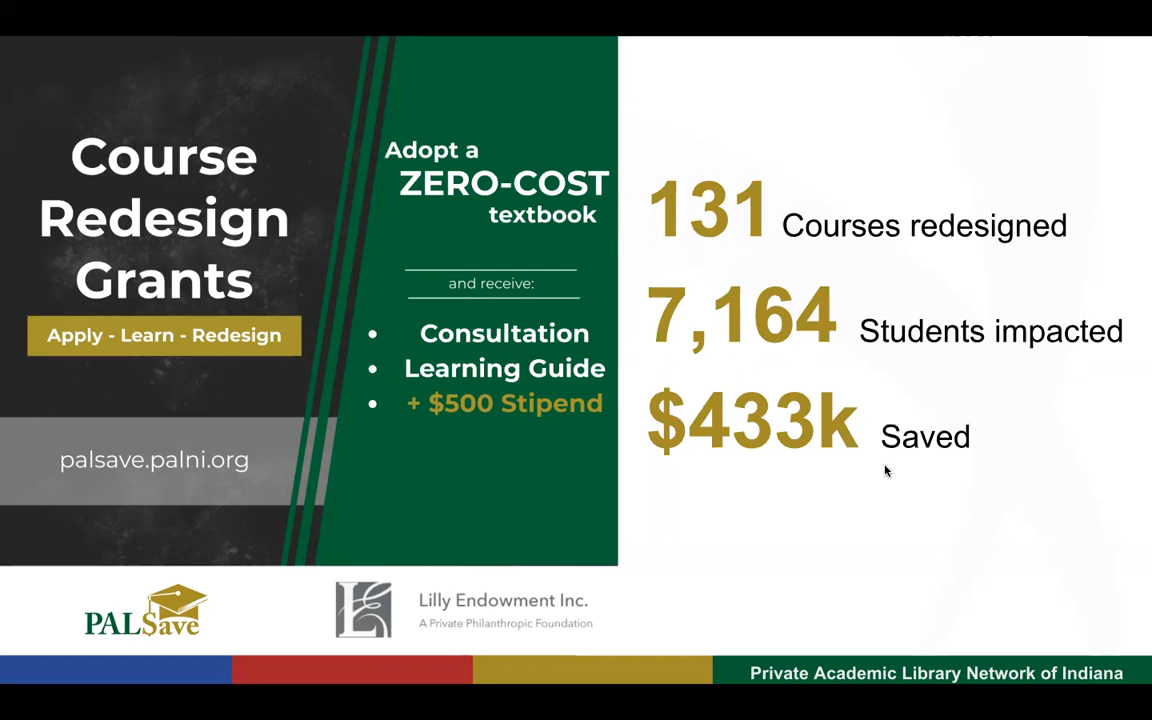 Course
Redesign
Grants
Apply - Learn - Redesign
palsave.palni.org
Adopt a
ZERO-COST
textbook
and receive:
• Consultation
• Learning Guide
• + $500 Stipend
131 Courses redesigned
7,164 Students impacted
$433k Saved
PALSave
Lilly Endowment Inc.
A Private Philanthropic Foundation
Private Academic Library Network of Indiana